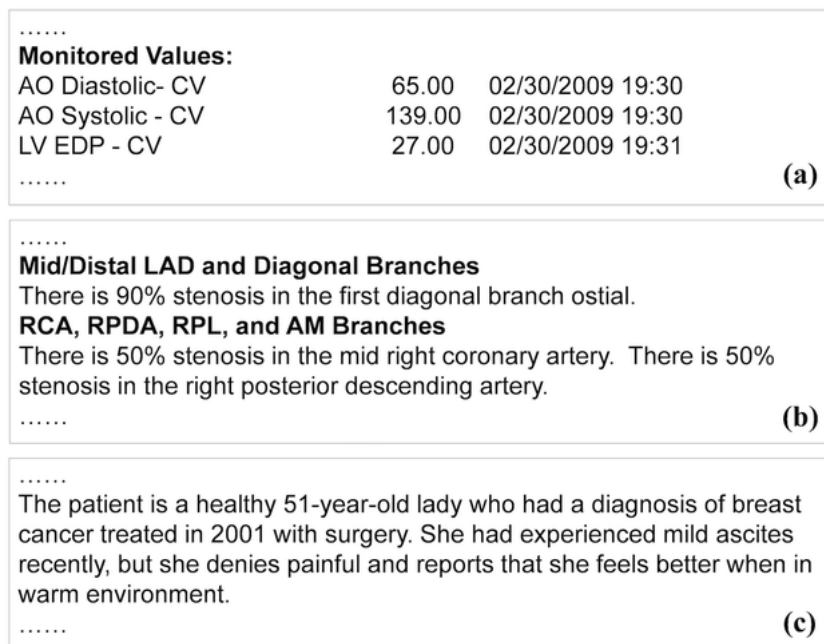 ......
Monitored Values:
AO Diastolic- CV 65.00 02/30/2009 19:30
AO Systolic - CV 139.00 02/30/2009 19:30
LV EDP - CV 27.00 02/30/2009 19:31
......
(a)
......
Mid/Distal LAD and Diagonal Branches
There is 90% stenosis in the first diagonal branch ostial.
RCA, RPDA, RPL, and AM Branches
There is 50% stenosis in the mid right coronary artery. There is 50%
stenosis in the right posterior descending artery.
......
(b)
......
The patient is a healthy 51-year-old lady who had a diagnosis of breast
cancer treated in 2001 with surgery. She had experienced mild ascites
recently, but she denies painful and reports that she feels better when in
warm environment.
......
(c)